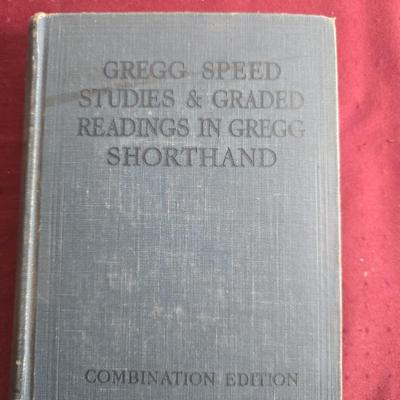 GREGG SPEED
STUDIES & GRADED
READINGS IN GREGG
SHORTHAND
COMBINATION EDITION